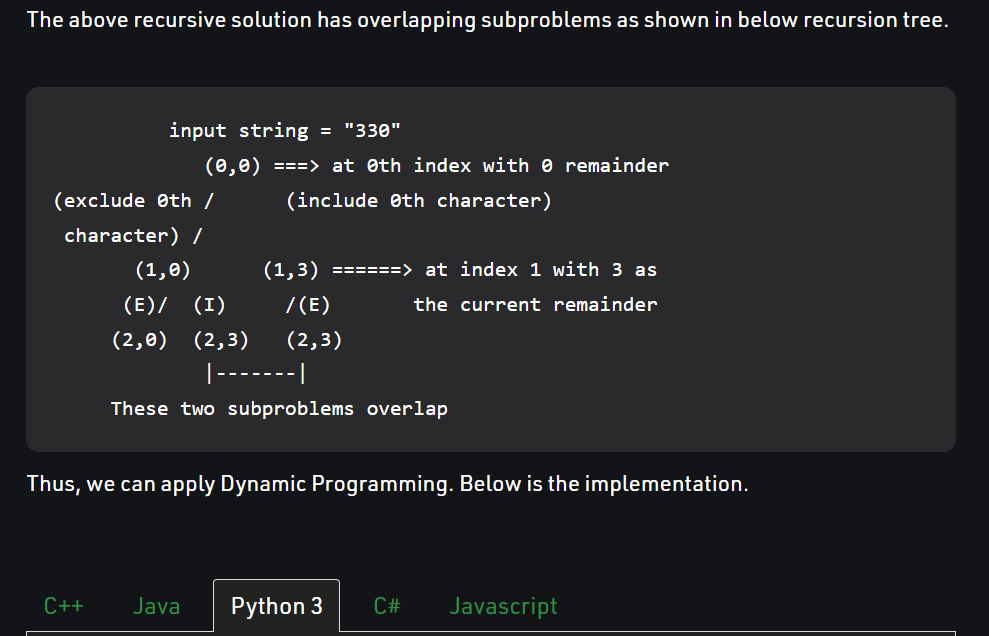 The above recursive solution has overlapping subproblems as shown in below recursion tree.
input string = "330"
(0,0) ===> at 0th index with 0 remainder
(exclude 0th / (include 0th character)
character) /
(1,0) (1,3) ======> at index 1 with 3 as
(E)/ (I) /(E) the current remainder
(2,0) (2,3) (2,3)
|-------|
These two subproblems overlap
Thus, we can apply Dynamic Programming. Below is the implementation.
C++ Java Python 3 C# Javascript